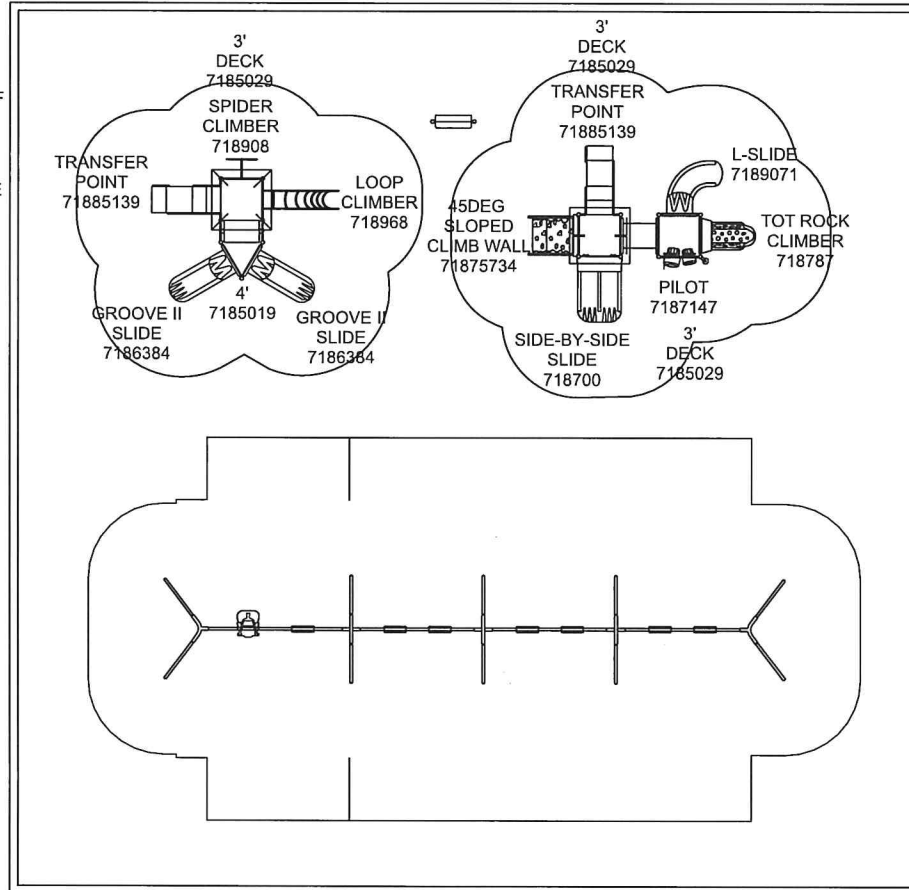 3'
DECK
7185029
SPIDER
CLIMBER
718908
TRANSFER
POINT
71885139
LOOP
CLIMBER
718968
GROOVE II
SLIDE
7186384
4'
7185019
GROOVE II
SLIDE
7186384
3'
DECK
7185029
TRANSFER
POINT
71885139
L-SLIDE
7189071
45DEG
SLOPED
CLIMB WALL
71875734
TOT ROCK
CLIMBER
718787
PILOT
7187147
SIDE-BY-SIDE
SLIDE
718700
3'
DECK
7185029